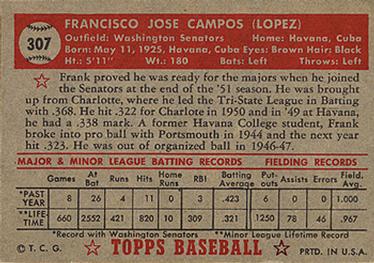 307
FRANCISCO JOSE CAMPOS (LOPEZ)
Outfield: Washington Senators Home: Havana, Cuba
Born: May 11, 1925, Havana, Cuba Eyes: Brown Hair: Black
Ht.: 5'11" Wt.: 180 Bats: Left Throws: Left
Frank proved he was ready for the majors when he joined
the Senators at the end of the '51 season. He was brought
up from Charlotte, where he led the Tri-State League in Batting
with .368. He hit .322 for Charlote in 1950 and in '49 at Havana,
he had a .338 mark. A former Havana College student, Frank
broke into pro ball with Portsmouth in 1944 and the next year
hit .323. He was out of organized ball in 1946-47.
MAJOR & MINOR LEAGUE BATTING RECORDS FIELDING RECORDS
Games At Bat Runs Hits Home Runs RBI Batting Average Put-outs Assists Errors Field. Avg.
*PAST YEAR 8 26 4 11 0 3 .423 6 0 0 1.000
**LIFE-TIME 660 2552 421 820 10 309 .321 1250 78 46 .967
*Record with Washington Senators **Minor League Lifetime Record
© T. C. G. TOPPS BASEBALL PRTD. IN U.S.A.